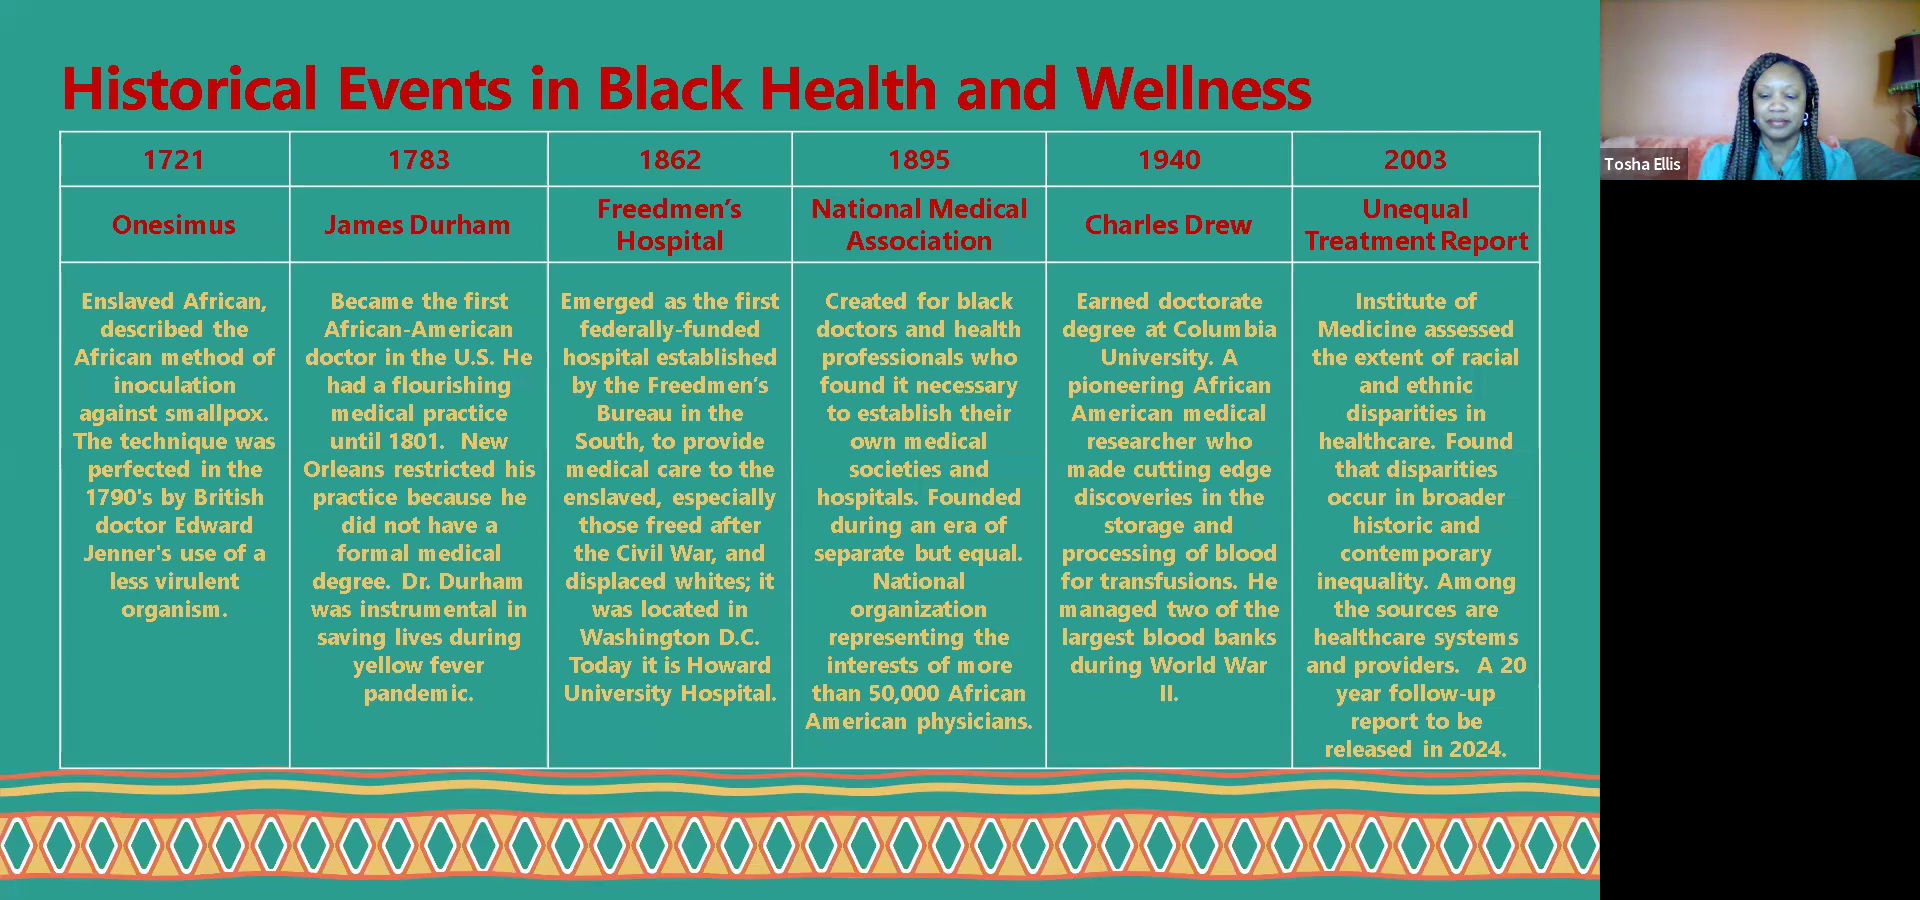 Historical Events in Black Health and Wellness
1721
1783
1862
1895
1940
2003
Onesimus
James Durham
Freedmen’s
Hospital
National Medical
Association
Charles Drew
Unequal
Treatment Report
Enslaved African,
described the
African method of
inoculation
against smallpox.
The technique was
perfected in the
1790's by British
doctor Edward
Jenner's use of a
less virulent
organism.
Became the first
African-American
doctor in the U.S. He
had a flourishing
medical practice
until 1801. New
Orleans restricted his
practice because he
did not have a
formal medical
degree. Dr. Durham
was instrumental in
saving lives during
yellow fever
pandemic.
Emerged as the first
federally-funded
hospital established
by the Freedmen’s
Bureau in the
South, to provide
medical care to the
enslaved, especially
those freed after
the Civil War, and
displaced whites; it
was located in
Washington D.C.
Today it is Howard
University Hospital.
Created for black
doctors and health
professionals who
found it necessary
to establish their
own medical
societies and
hospitals. Founded
during an era of
separate but equal.
National
organization
representing the
interests of more
than 50,000 African
American physicians.
Earned doctorate
degree at Columbia
University. A
pioneering African
American medical
researcher who
made cutting edge
discoveries in the
storage and
processing of blood
for transfusions. He
managed two of the
largest blood banks
during World War
II.
Institute of
Medicine assessed
the extent of racial
and ethnic
disparities in
healthcare. Found
that disparities
occur in broader
historic and
contemporary
inequality. Among
the sources are
healthcare systems
and providers. A 20
year follow-up
report to be
released in 2024.
Tosha Ellis